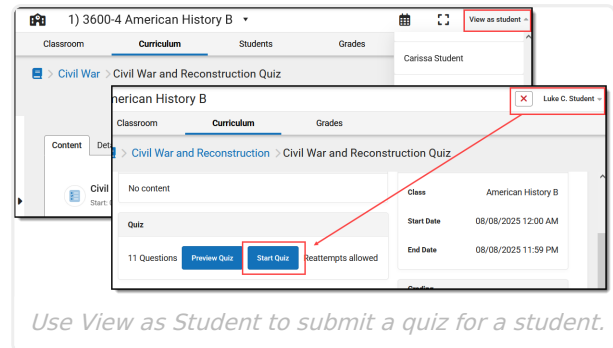 1) 3600-4 American History B
View as student
Classroom Curriculum Students Grades
Carissa Student
> Civil War > Civil War and Reconstruction Quiz
Content
Civil
Start:
nerican History B
Luke C. Student
Classroom Curriculum Grades
> Civil War and Reconstruction > Civil War and Reconstruction Quiz
No content
Quiz
11 Questions Preview Quiz Start Quiz Reattempts allowed
Class American History B
Start Date 08/08/2025 12:00 AM
End Date 08/08/2025 11:59 PM
Use View as Student to submit a quiz for a student.